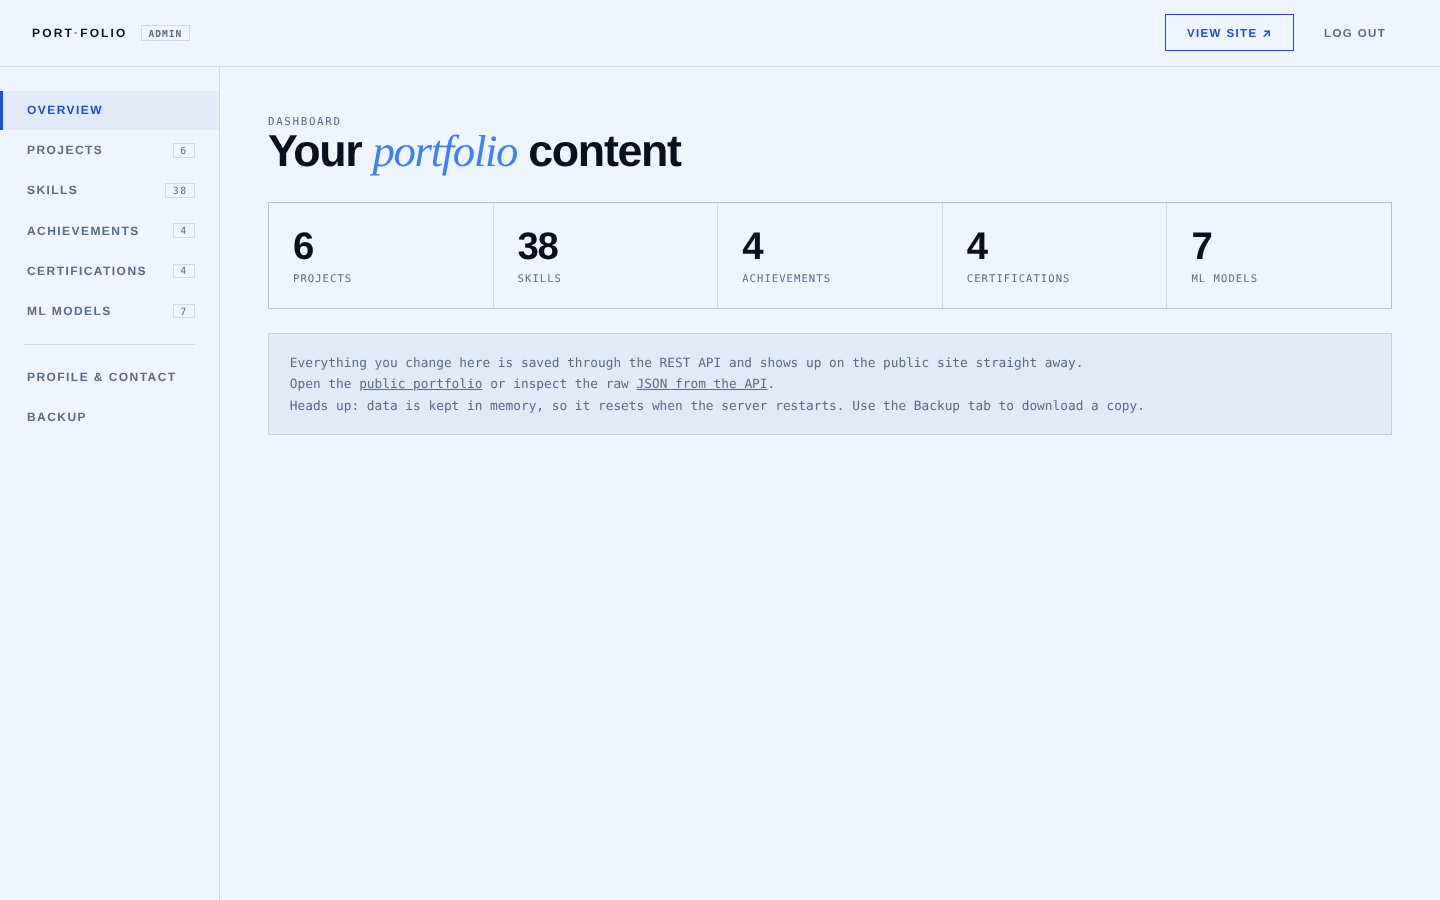 PORT·FOLIO ADMIN
VIEW SITE ↗
LOG OUT
OVERVIEW
PROJECTS 6
SKILLS 38
ACHIEVEMENTS 4
CERTIFICATIONS 4
ML MODELS 7
PROFILE & CONTACT
BACKUP
DASHBOARD
Your portfolio content
6
PROJECTS
38
SKILLS
4
ACHIEVEMENTS
4
CERTIFICATIONS
7
ML MODELS
Everything you change here is saved through the REST API and shows up on the public site straight away.
Open the public portfolio or inspect the raw JSON from the API.
Heads up: data is kept in memory, so it resets when the server restarts. Use the Backup tab to download a copy.